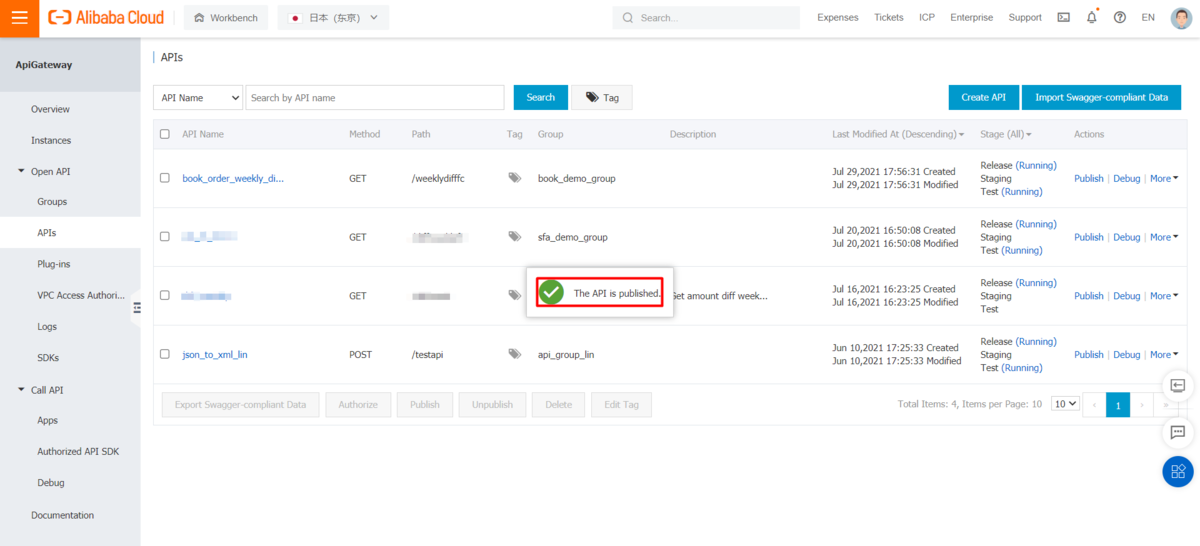 Alibaba Cloud
Workbench
日本（东京）
Search...
Expenses
Tickets
ICP
Enterprise
Support
EN
ApiGateway
Overview
Instances
Open API
Groups
APIs
Plug-ins
VPC Access Authori...
Logs
SDKs
Call API
Apps
Authorized API SDK
Debug
Documentation
APIs
API Name
Search by API name
Search
Tag
Create API
Import Swagger-compliant Data
API Name Method Path Tag Group Description Last Modified At (Descending) Stage (All) Actions
book_order_weekly_di... GET /weeklydifffc book_demo_group
Jul 29,2021 17:56:31 Created
Jul 29,2021 17:56:31 Modified
Release (Running)
Staging
Test (Running)
Publish | Debug | More
GET sfa_demo_group
Jul 20,2021 16:50:08 Created
Jul 20,2021 16:50:08 Modified
Release (Running)
Staging
Test (Running)
Publish | Debug | More
GET
The API is published.
Get amount diff week...
Jul 16,2021 16:23:25 Created
Jul 16,2021 16:23:25 Modified
Release (Running)
Staging
Test
Publish | Debug | More
json_to_xml_lin POST /testapi api_group_lin
Jun 10,2021 17:25:33 Created
Jun 10,2021 17:25:33 Modified
Release (Running)
Staging
Test (Running)
Publish | Debug | More
Export Swagger-compliant Data
Authorize
Publish
Unpublish
Delete
Edit Tag
Total Items: 4, Items per Page: 10
10
1